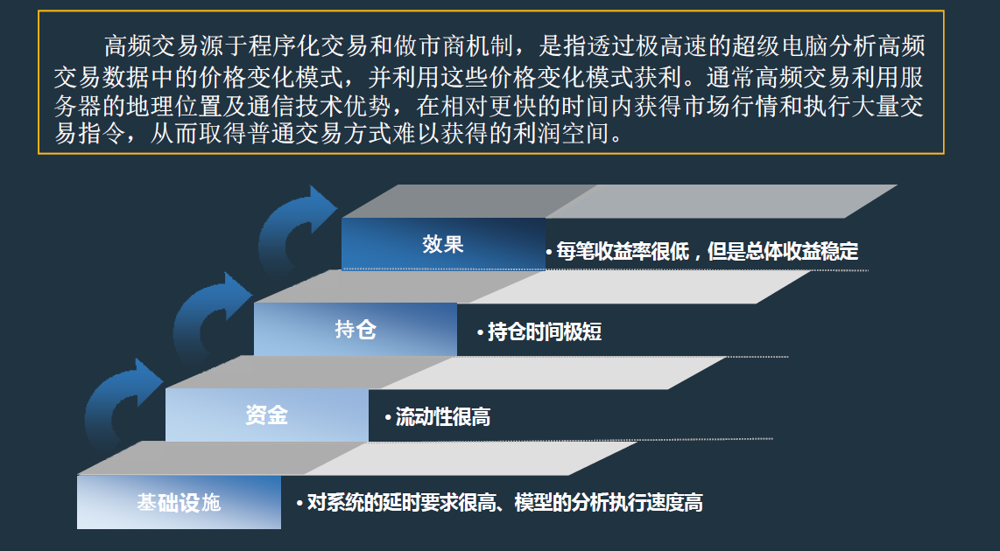 高频交易源于程序化交易和做市商机制，是指透过极高速的超级电脑分析高频
交易数据中的价格变化模式，并利用这些价格变化模式获利。通常高频交易利用服
务器的地理位置及通信技术优势，在相对更快的时间内获得市场行情和执行大量交
易指令，从而取得普通交易方式难以获得的利润空间。
效果
•每笔收益率很低，但是总体收益稳定
持仓
•持仓时间极短
资金
•流动性很高
基础设施
•对系统的延时要求很高、模型的分析执行速度高